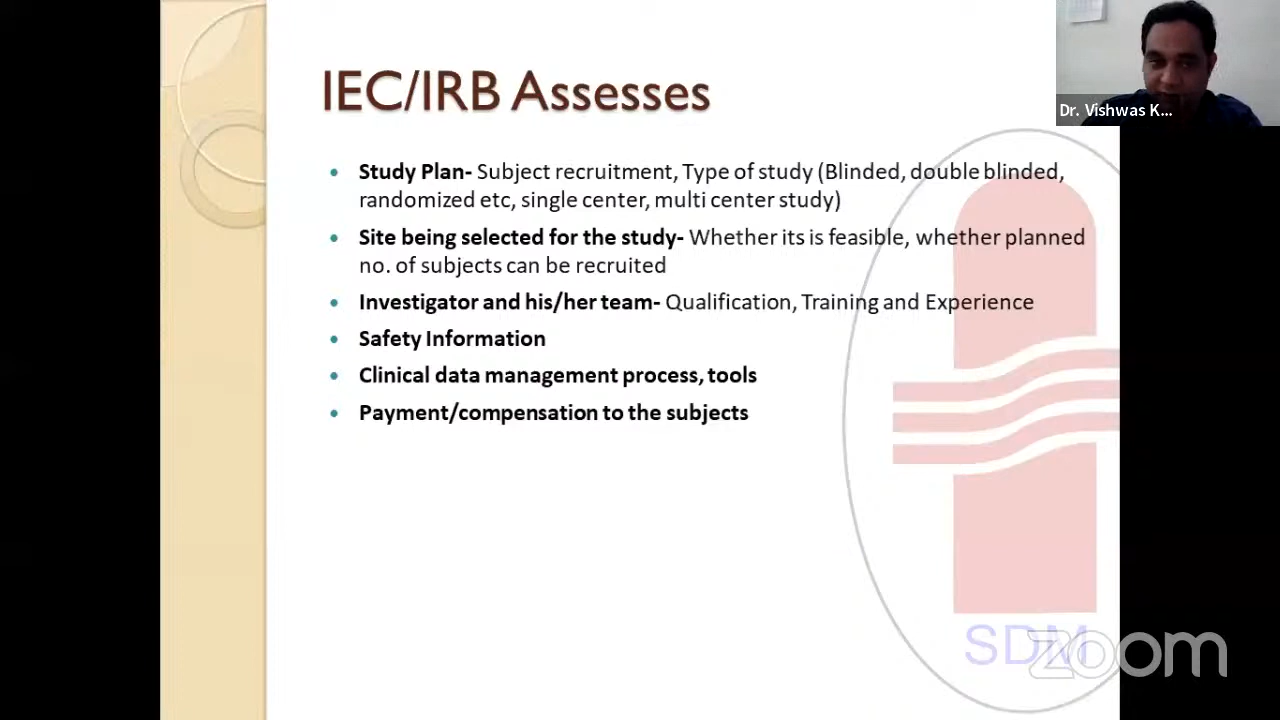 IEC/IRB Assesses
Dr. Vishwas K...
• Study Plan- Subject recruitment, Type of study (Blinded, double blinded,
randomized etc, single center, multi center study)
• Site being selected for the study- Whether its is feasible, whether planned
no. of subjects can be recruited
• Investigator and his/her team- Qualification, Training and Experience
• Safety Information
• Clinical data management process, tools
• Payment/compensation to the subjects
SDM
zoom